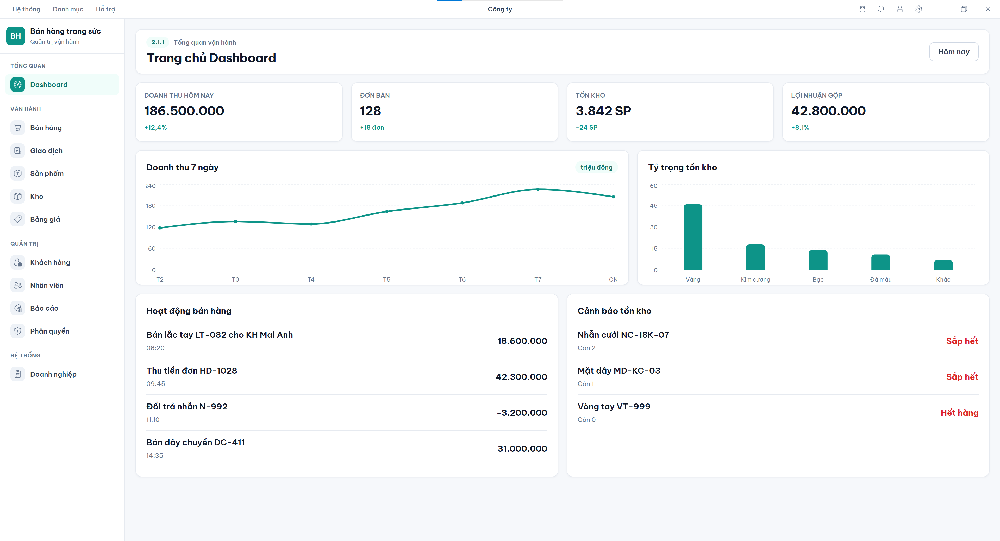 Hệ thống Danh mục Hỗ trợ
Công ty
BH
Bán hàng trang sức
Quản trị vận hành
TỔNG QUAN
Dashboard
VẬN HÀNH
Bán hàng
Giao dịch
Sản phẩm
Kho
Bảng giá
QUẢN TRỊ
Khách hàng
Nhân viên
Báo cáo
Phân quyền
HỆ THỐNG
Doanh nghiệp
2.1.1 Tổng quan vận hành
Trang chủ Dashboard
Hôm nay
DOANH THU HÔM NAY
186.500.000
+12,4%
ĐƠN BÁN
128
+18 đơn
TỒN KHO
3.842 SP
-24 SP
LỢI NHUẬN GỘP
42.800.000
+8,1%
Doanh thu 7 ngày
triệu đồng
240
180
120
60
0
T2 T3 T4 T5 T6 T7 CN
Tỷ trọng tồn kho
60
45
30
15
0
Vàng Kim cương Bạc Đá màu Khác
Hoạt động bán hàng
Bán lắc tay LT-082 cho KH Mai Anh
08:20
18.600.000
Thu tiền đơn HD-1028
09:45
42.300.000
Đổi trả nhẫn N-992
11:10
-3.200.000
Bán dây chuyền DC-411
14:35
31.000.000
Cảnh báo tồn kho
Nhẫn cưới NC-18K-07
Còn 2
Sắp hết
Mặt dây MD-KC-03
Còn 1
Sắp hết
Vòng tay VT-999
Còn 0
Hết hàng